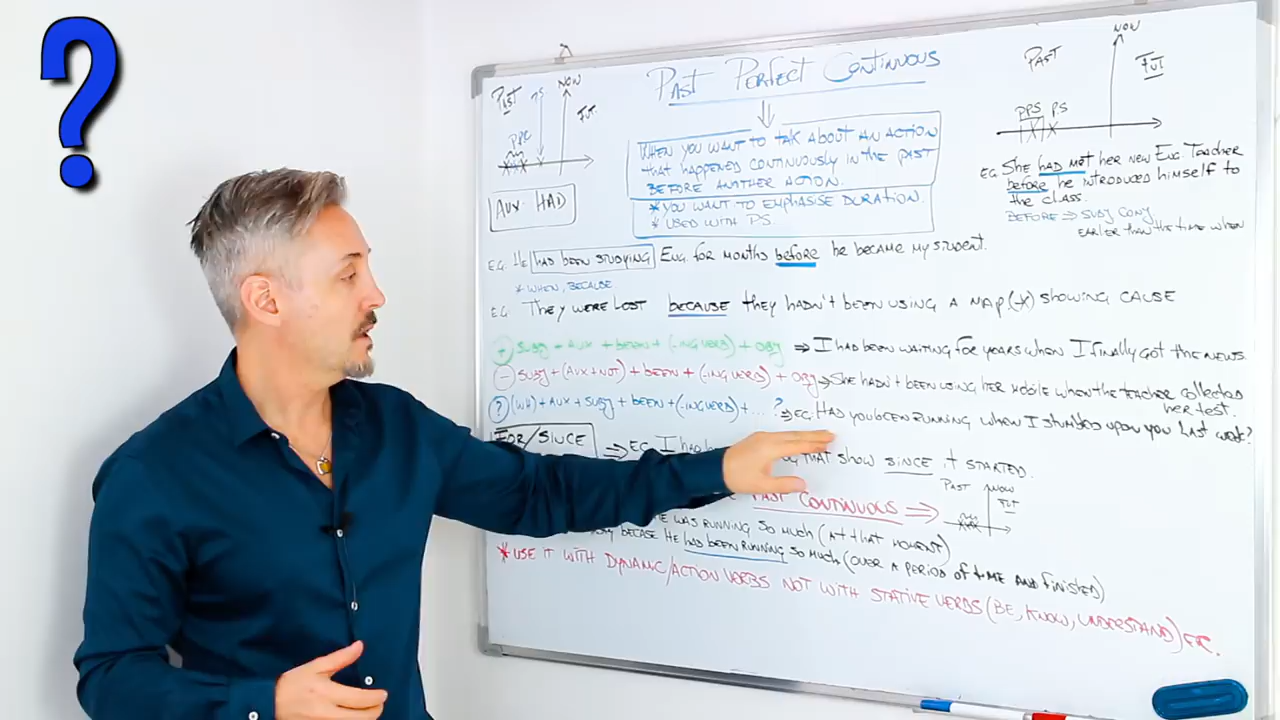 ?
PAST PERFECT CONTINUOUS
PAST PS NOW
FUT.
PPC
AUX: HAD
WHEN YOU WANT TO TALK ABOUT AN ACTION
that HAPPENED CONTINUOUSLY IN the PAST
BEFORE ANOTHER ACTION.
* YOU WANT TO EMPHASISE DURATION.
* USED WITH PS
PAST NOW FUT
PPS PS
EG. She had met her new Eng. Teacher
before he introduced himself to
the class.
BEFORE ⇒ SUBJ CONJ
EARLIER than the time when
E.G. He had been studying Eng. for months before he became my student.
* WHEN, BECAUSE
E.G. They were lost because they hadn't been using a map (-x) showing cause
+ SUBJ + AUX + BEEN + (-ING VERB) + OBJ ⇒ I had been waiting for years when I finally got the news
- SUBJ + (AUX + NOT) + BEEN + (-ING VERB) + OBJ ⇒ She hadn't been using her mobile when the teacher collected
her test.
? (WH) + AUX + SUBJ + BEEN + (-ING VERB) + ... ? ⇒ EG. Had you been running when I stumbled upon you last week?
FOR/SINCE ⇒ EG. I had
that show since it started.
PAST CONTINUOUS ⇒
PAST NOW
FUT
was running so much (at that moment)
becase he had been running so much (over a period of time and finished)
* USE IT WITH DYNAMIC/ACTION VERBS NOT WITH STATIVE VERBS (BE, KNOW, UNDERSTAND) ETC.